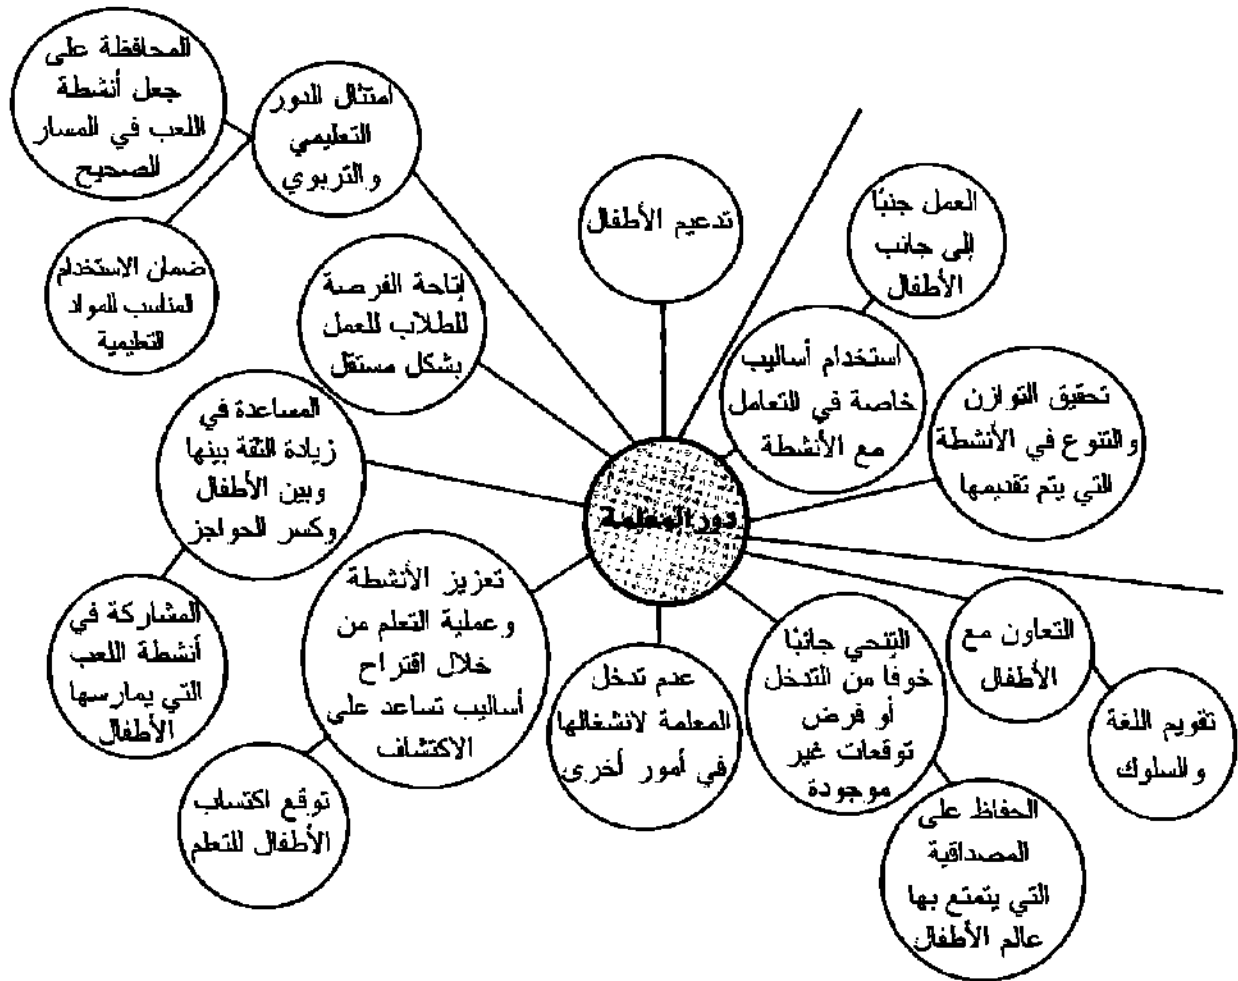 المحافظة على
جعل أنشطة
اللعب في المسار
الصحيح
امتثال الدور
التعليمي
والتربوي
ضمان الاستخدام
المناسب للمواد
التعليمية
إتاحة الفرصة
للطلاب للعمل
بشكل مستقل
تدعيم الأطفال
العمل جنبًا
إلى جانب
الأطفال
استخدام أساليب
خاصة في التعامل
مع الأنشطة
تحقيق التوازن
والتنوع في الأنشطة
التي يتم تقديمها
المساعدة في
زيادة الثقة بينها
وبين الأطفال
وكسر الحواجز
دور المعلمة
المشاركة في
أنشطة اللعب
التي يمارسها
الأطفال
تعزيز الأنشطة
وعملية التعلم من
خلال اقتراح
أساليب تساعد على
الاكتشاف
توقع اكتساب
الأطفال للتعلم
عدم تدخل
المعلمة لانشغالها
في أمور أخرى
التنحي جانبًا
خوفًا من التدخل
أو فرض
توقعات غير
موجودة
التعاون مع
الأطفال
تقويم اللغة
والسلوك
الحفاظ على
المصداقية
التي يتمتع بها
عالم الأطفال